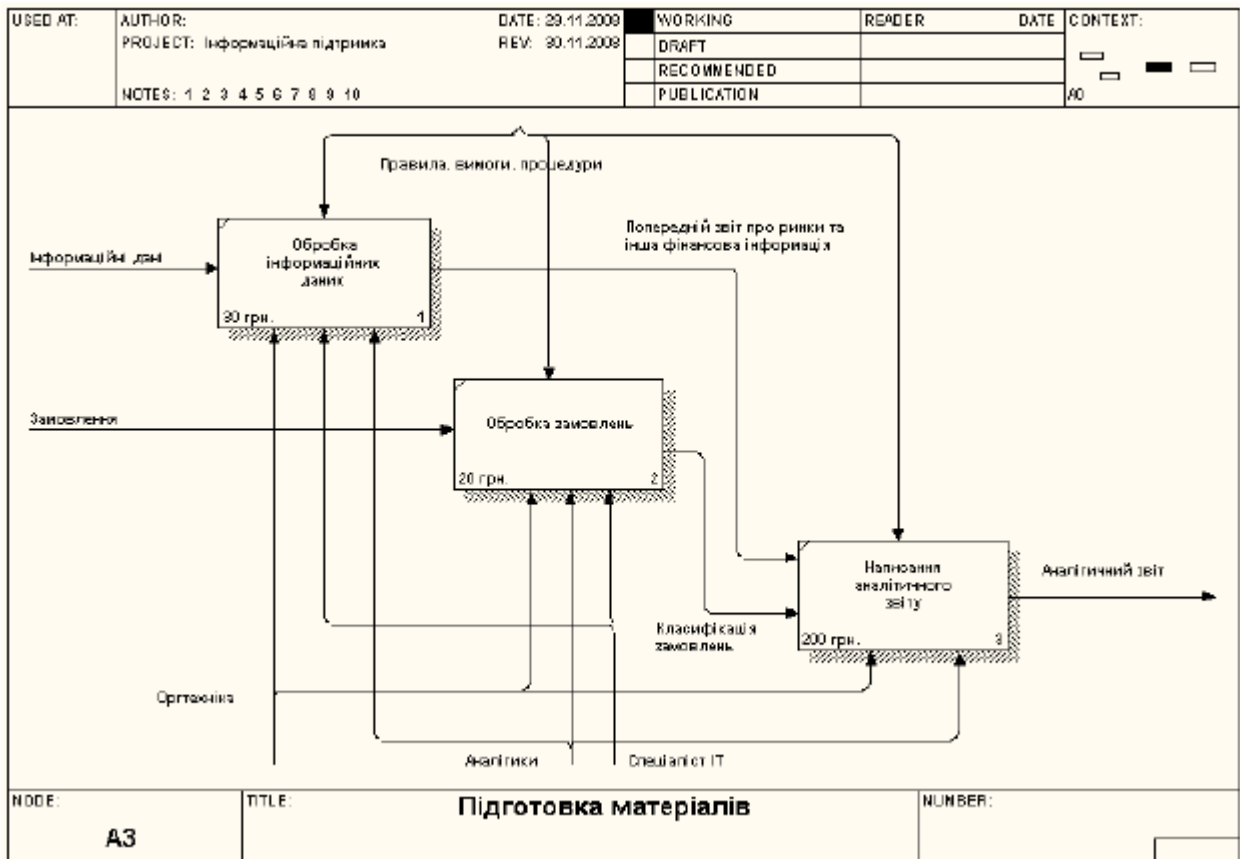 USED AT:
AUTHOR:
DATE: 29.11.2008
PROJECT: Інформаційна підтримка
REV: 30.11.2008
NOTES: 1 2 3 4 5 6 7 8 9 10
WORKING
DRAFT
RECOMMENDED
PUBLICATION
READER
DATE
CONTEXT:
A0
Правила, вимоги, процедури
Інформаційні дані
Обробка
інформаційних
даних
30 грн.
1
Попередній звіт про ринки та
інша фінансова інформація
Замовлення
Обробка замовлень
20 грн.
2
Написання
аналітичного
звіту
200 грн.
3
Аналітичний звіт
Класифікація
замовлень
Оргтехніка
Аналітики
Спеціаліст ІТ
NODE:
A3
TITLE:
Підготовка матеріалів
NUMBER: